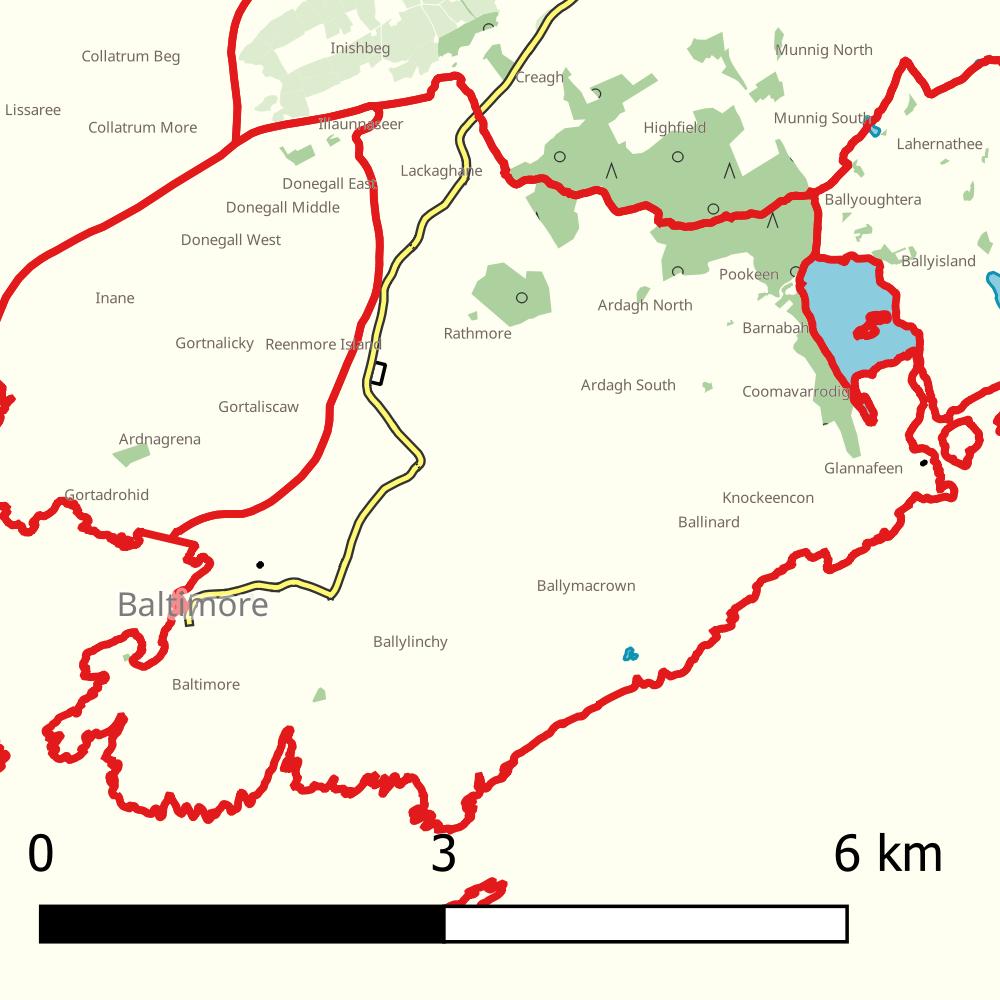 Inishbeg
Munnig North
Collatrum Beg
Creagh
Lissaree
Munnig South
Illaunnaseer
Collatrum More
Highfield
Lahernathee
Lackaghane
Donegall East
Ballyoughtera
Donegall Middle
Donegall West
Ballyisland
Pookeen
Inane
Ardagh North
Barnabah
Rathmore
Gortnalicky
Reenmore Island
Ardagh South
Coomavarrodig
Gortaliscaw
Ardnagrena
Glannafeen
Gortadrohid
Knockeencon
Ballinard
Ballymacrown
Baltimore
Ballylinchy
Baltimore
0 3 6 km